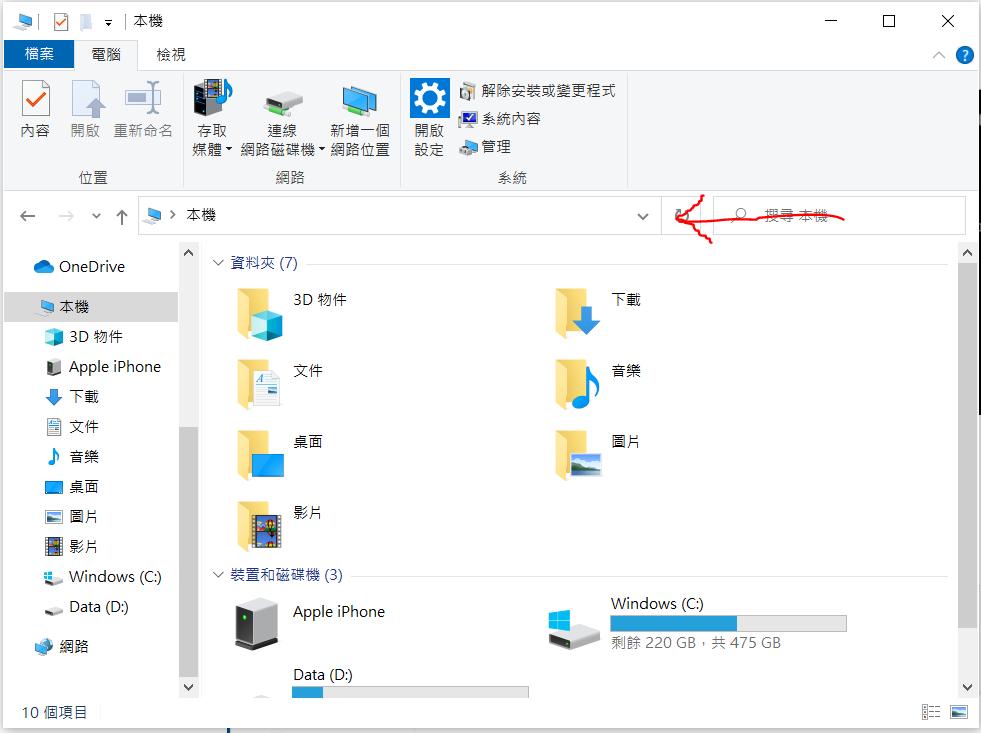 本機
檔案 電腦 檢視
?
內容 開啟 重新命名 存取 媒體 連線 網路磁碟機 新增一個 網路位置 開啟 設定 解除安裝或變更程式
系統內容
管理
位置 網路 系統
本機
搜尋 本機
OneDrive
本機
3D 物件
Apple iPhone
下載
文件
音樂
桌面
圖片
影片
Windows (C:)
Data (D:)
網路
資料夾 (7)
3D 物件
下載
文件
音樂
桌面
圖片
影片
裝置和磁碟機 (3)
Apple iPhone
Windows (C:)
剩餘 220 GB，共 475 GB
Data (D:)
10 個項目